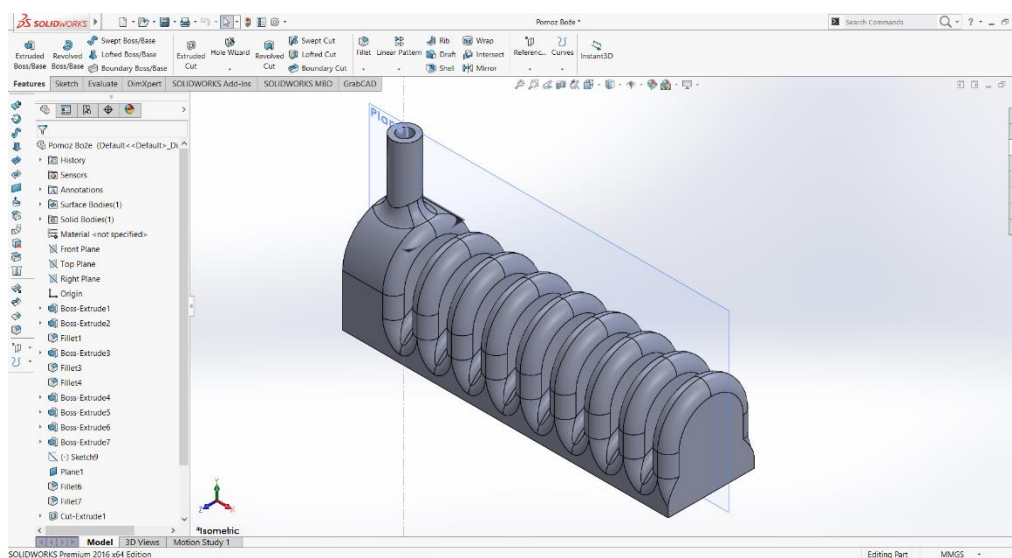 SOLIDWORKS
Pomoz Bože *
Search Commands
Extruded Boss/Base
Revolved Boss/Base
Swept Boss/Base
Lofted Boss/Base
Boundary Boss/Base
Extruded Cut
Hole Wizard
Revolved Cut
Swept Cut
Lofted Cut
Boundary Cut
Fillet
Linear Pattern
Rib
Draft
Shell
Wrap
Intersect
Mirror
Referenc...
Curves
Instant3D
Features
Sketch
Evaluate
DimXpert
SOLIDWORKS Add-Ins
SOLIDWORKS MBD
GrabCAD
Pomoz Bože (Default<<Default>_Di
History
Sensors
Annotations
Surface Bodies(1)
Solid Bodies(1)
Material <not specified>
Front Plane
Top Plane
Right Plane
Origin
Boss-Extrude1
Boss-Extrude2
Fillet1
Boss-Extrude3
Fillet3
Fillet4
Boss-Extrude4
Boss-Extrude5
Boss-Extrude6
Boss-Extrude7
(-) Sketch9
Plane1
Fillet6
Fillet7
Cut-Extrude1
Y
Z
X
*Isometric
Model
3D Views
Motion Study 1
SOLIDWORKS Premium 2016 x64 Edition
Editing Part
MMGS